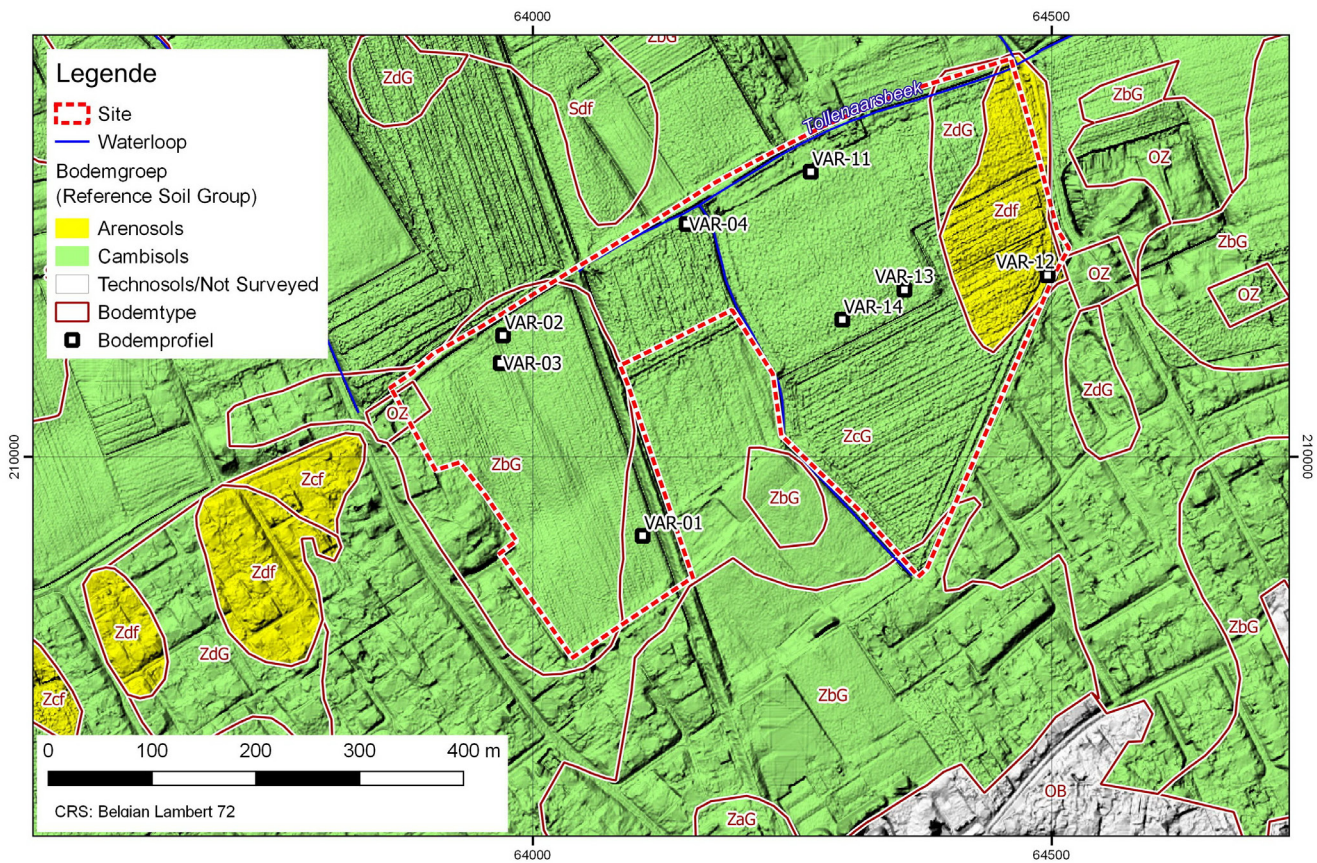 64000
64500
Legende
Site
Waterloop
Bodemgroep
(Reference Soil Group)
Arenosols
Cambisols
Technosols/Not Surveyed
Bodemtype
Bodemprofiel
ZdG
Sdf
ZbG
Tollenaarsbeek
ZdG
ZbG
OZ
VAR-11
VAR-04
Zdf
ZbG
VAR-12
OZ
OZ
VAR-13
VAR-14
VAR-02
VAR-03
ZdG
OZ
ZcG
210000
210000
ZbG
Zcf
ZbG
VAR-01
Zdf
Zdf
ZdG
ZbG
Zcf
ZbG
0 100 200 300 400 m
CRS: Belgian Lambert 72
OB
ZaG
64000
64500